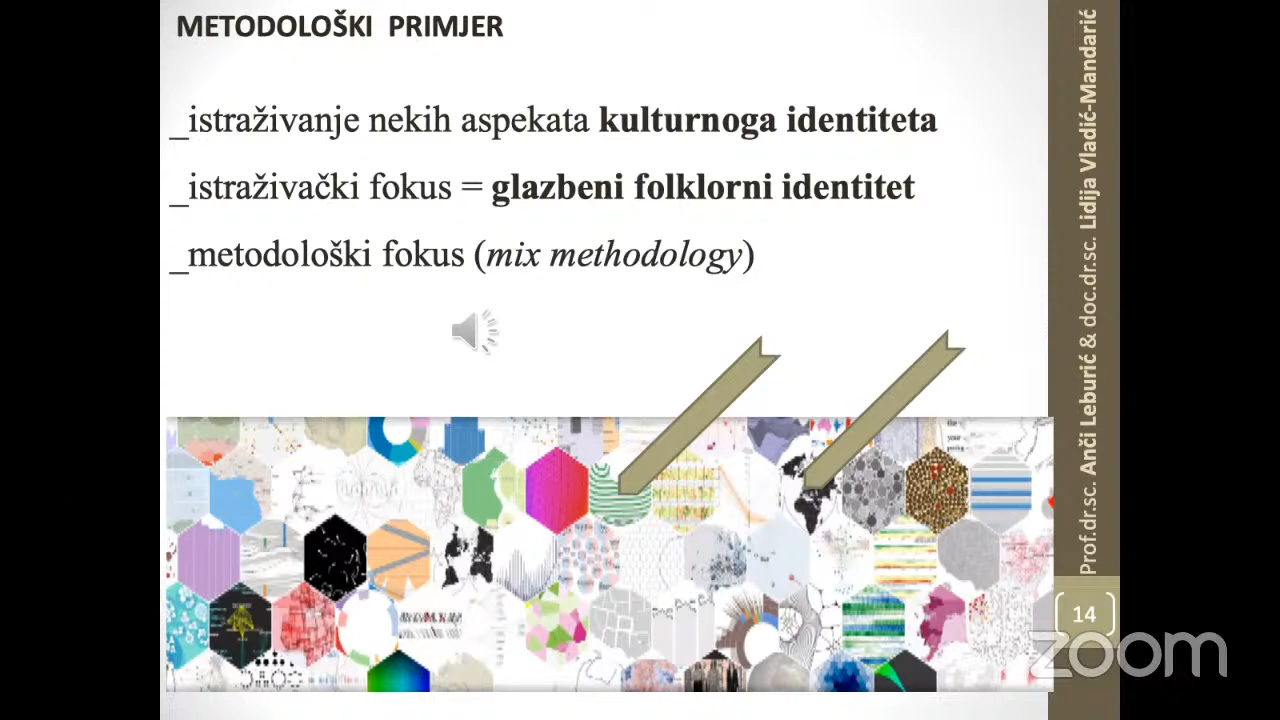 METODOLOŠKI PRIMJER
_istraživanje nekih aspekata kulturnoga identiteta
_istraživački fokus = glazbeni folklorni identitet
_metodološki fokus (mix methodology)
Prof.dr.sc. Anči Leburić & doc.dr.sc. Lidija Vladić-Mandarić
14
zoom